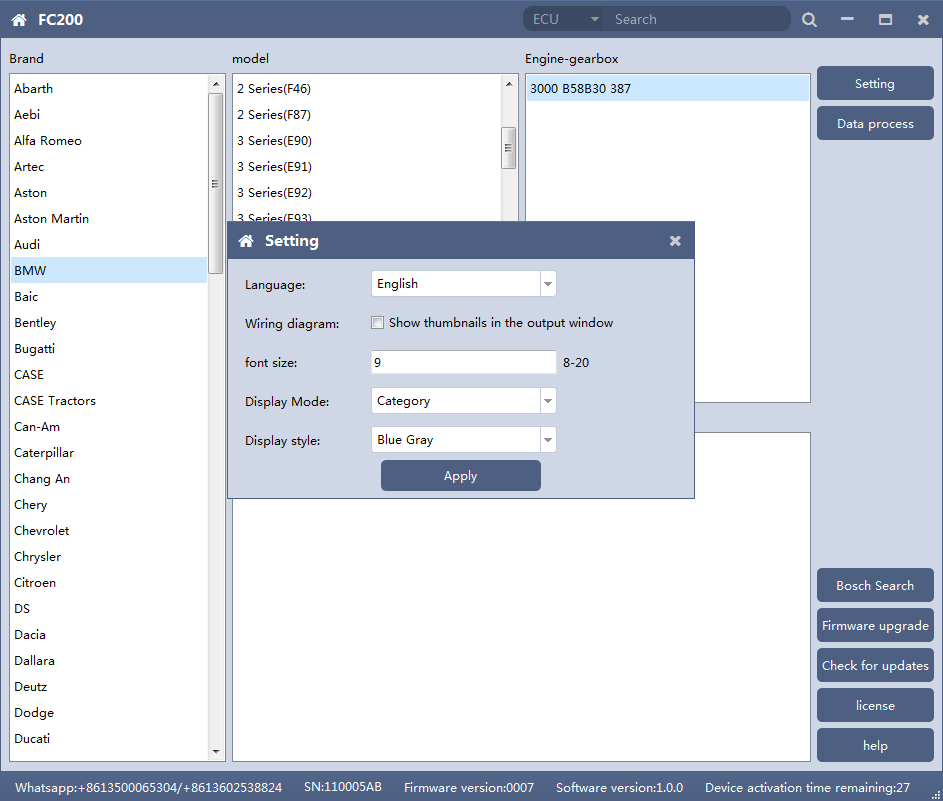 FC200
ECU Search
Brand
Abarth
Aebi
Alfa Romeo
Artec
Aston
Aston Martin
Audi
BMW
Baic
Bentley
Bugatti
CASE
CASE Tractors
Can-Am
Caterpillar
Chang An
Chery
Chevrolet
Chrysler
Citroen
DS
Dacia
Dallara
Deutz
Dodge
Ducati
model
2 Series(F46)
2 Series(F87)
3 Series(E90)
3 Series(E91)
3 Series(E92)
3 Series(E93)
Engine-gearbox
3000 B58B30 387
Setting
Data process
Setting
Language: English
Wiring diagram: Show thumbnails in the output window
font size: 9 8-20
Display Mode: Category
Display style: Blue Gray
Apply
Bosch Search
Firmware upgrade
Check for updates
license
help
Whatsapp:+8613500065304/+8613602538824 SN:110005AB Firmware version:0007 Software version:1.0.0 Device activation time remaining:27